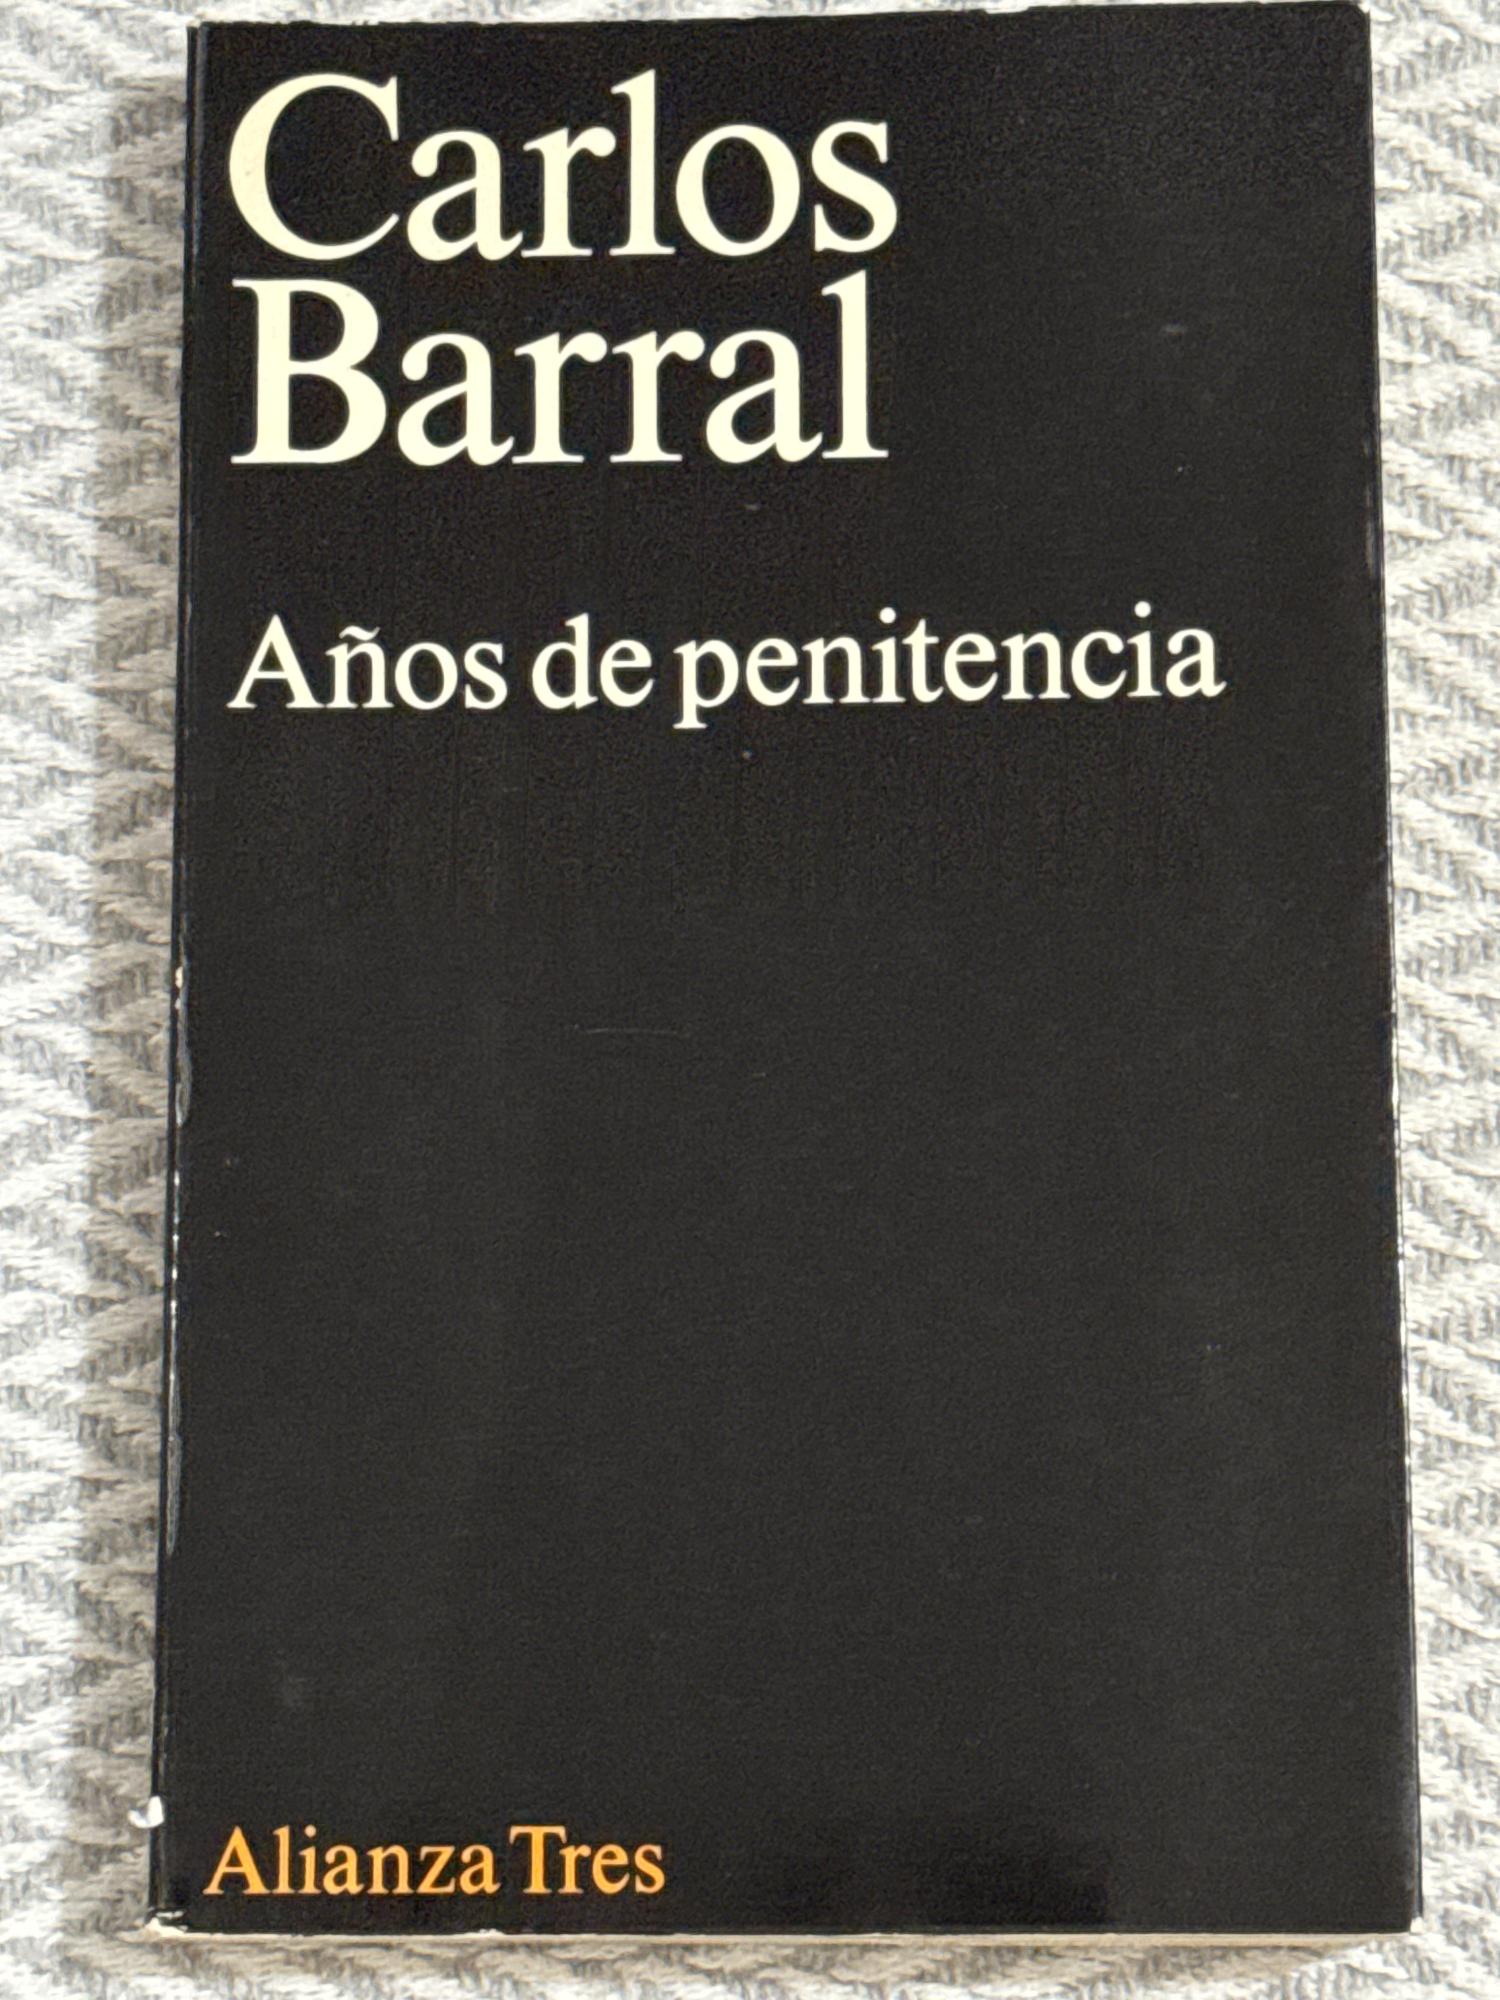 Carlos
Barral
Años de penitencia
Alianza Tres